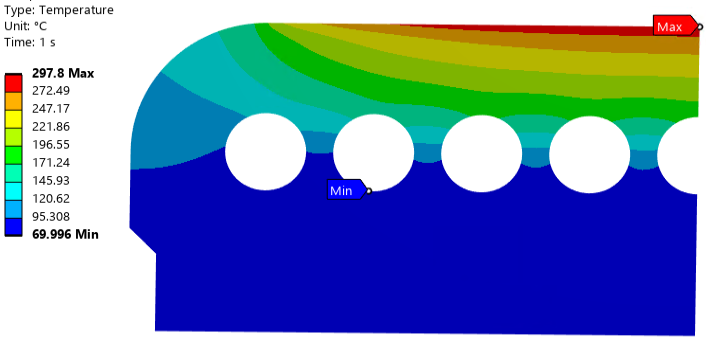 Type: Temperature
Unit: °C
Time: 1 s
297.8 Max
272.49
247.17
221.86
196.55
171.24
145.93
120.62
95.308
69.996 Min
Max
Min